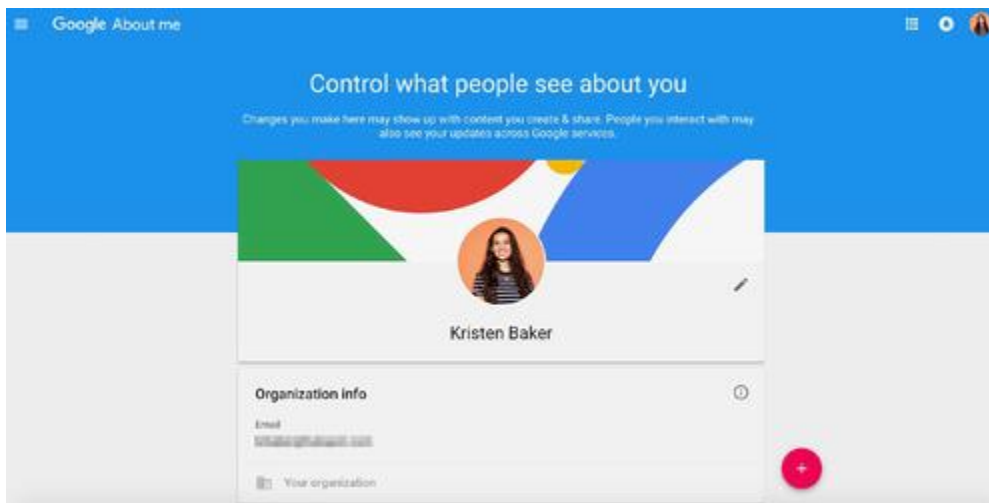 Google About me
Control what people see about you
Changes you make here may show up with content you create & share. People you interact with may
also see your updates across Google services.
Kristen Baker
Organization info
Email
Your organization